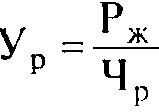 Ур = Рж / Чр